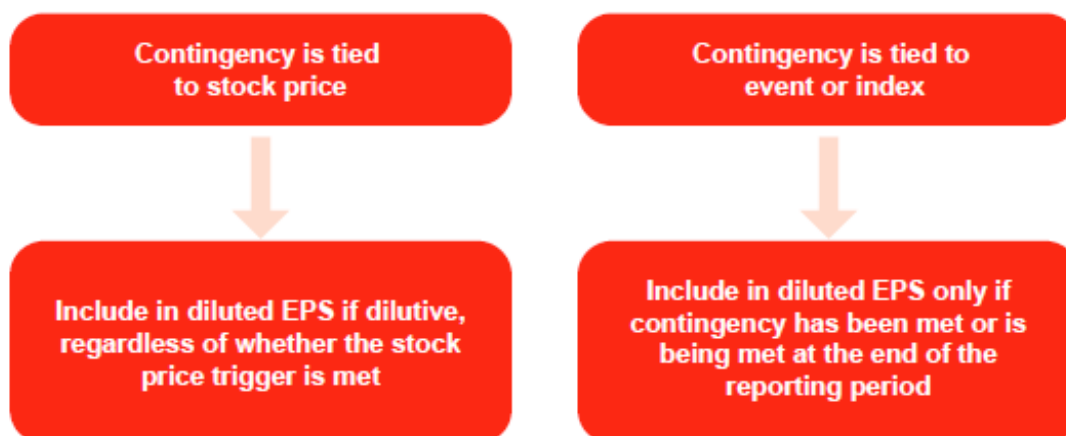 Contingency is tied
to stock price
Contingency is tied to
event or index
Include in diluted EPS if dilutive,
regardless of whether the stock
price trigger is met
Include in diluted EPS only if
contingency has been met or is
being met at the end of the
reporting period